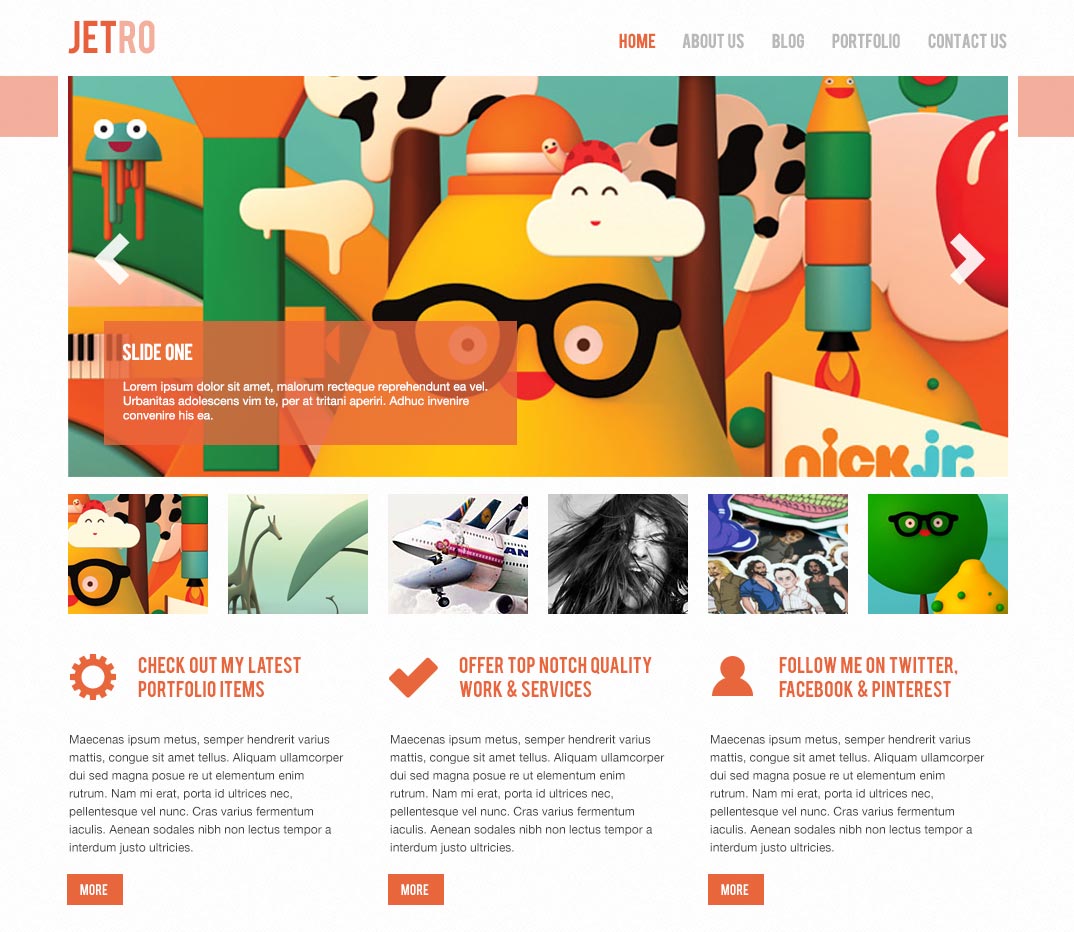 JETRO
HOME ABOUT US BLOG PORTFOLIO CONTACT US
SLIDE ONE
Lorem ipsum dolor sit amet, malorum recteque reprehendunt ea vel.
Urbanitas adolescens vim te, per at tritani aperiri. Adhuc invenire
convenire his ea.
nick jr.
AN
CHECK OUT MY LATEST
PORTFOLIO ITEMS
Maecenas ipsum metus, semper hendrerit varius
mattis, congue sit amet tellus. Aliquam ullamcorper
dui sed magna posue re ut elementum enim
rutrum. Nam mi erat, porta id ultrices nec,
pellentesque vel nunc. Cras varius fermentum
iaculis. Aenean sodales nibh non lectus tempor a
interdum justo ultricies.
MORE
OFFER TOP NOTCH QUALITY
WORK & SERVICES
Maecenas ipsum metus, semper hendrerit varius
mattis, congue sit amet tellus. Aliquam ullamcorper
dui sed magna posue re ut elementum enim
rutrum. Nam mi erat, porta id ultrices nec,
pellentesque vel nunc. Cras varius fermentum
iaculis. Aenean sodales nibh non lectus tempor a
interdum justo ultricies.
MORE
FOLLOW ME ON TWITTER,
FACEBOOK & PINTEREST
Maecenas ipsum metus, semper hendrerit varius
mattis, congue sit amet tellus. Aliquam ullamcorper
dui sed magna posue re ut elementum enim
rutrum. Nam mi erat, porta id ultrices nec,
pellentesque vel nunc. Cras varius fermentum
iaculis. Aenean sodales nibh non lectus tempor a
interdum justo ultricies.
MORE